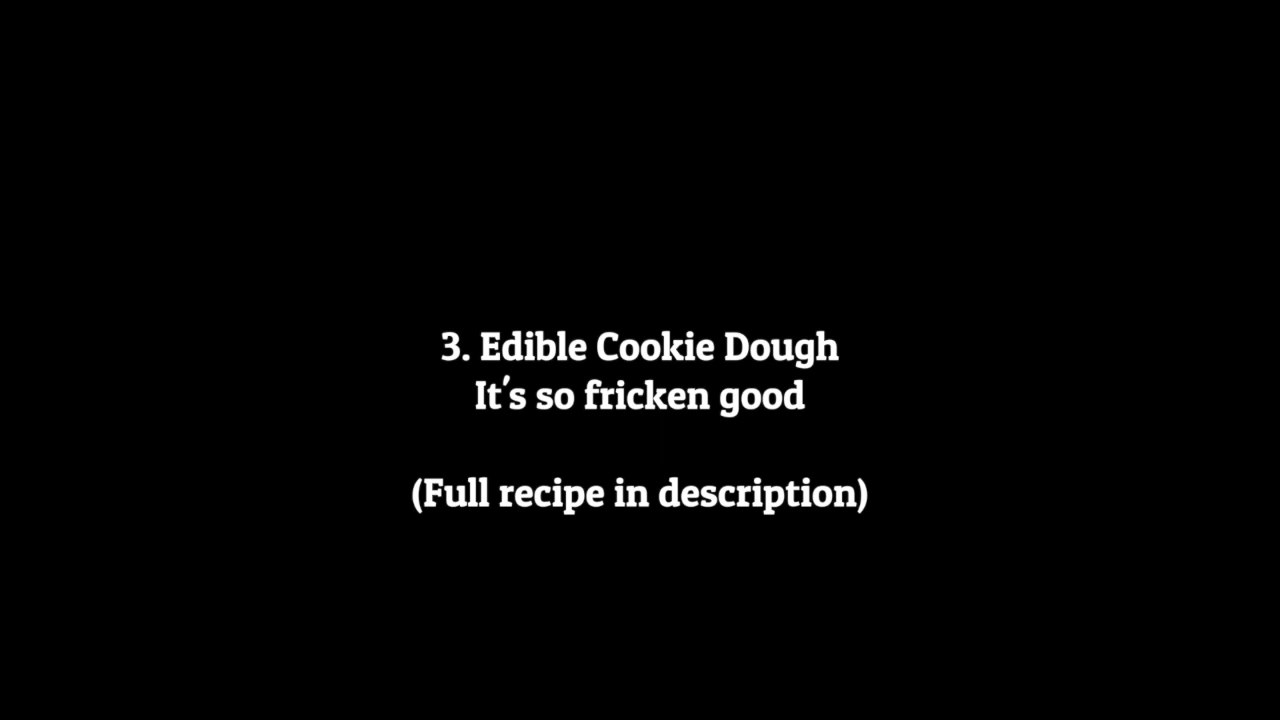 3. Edible Cookie Dough
It's so fricken good
(Full recipe in description)